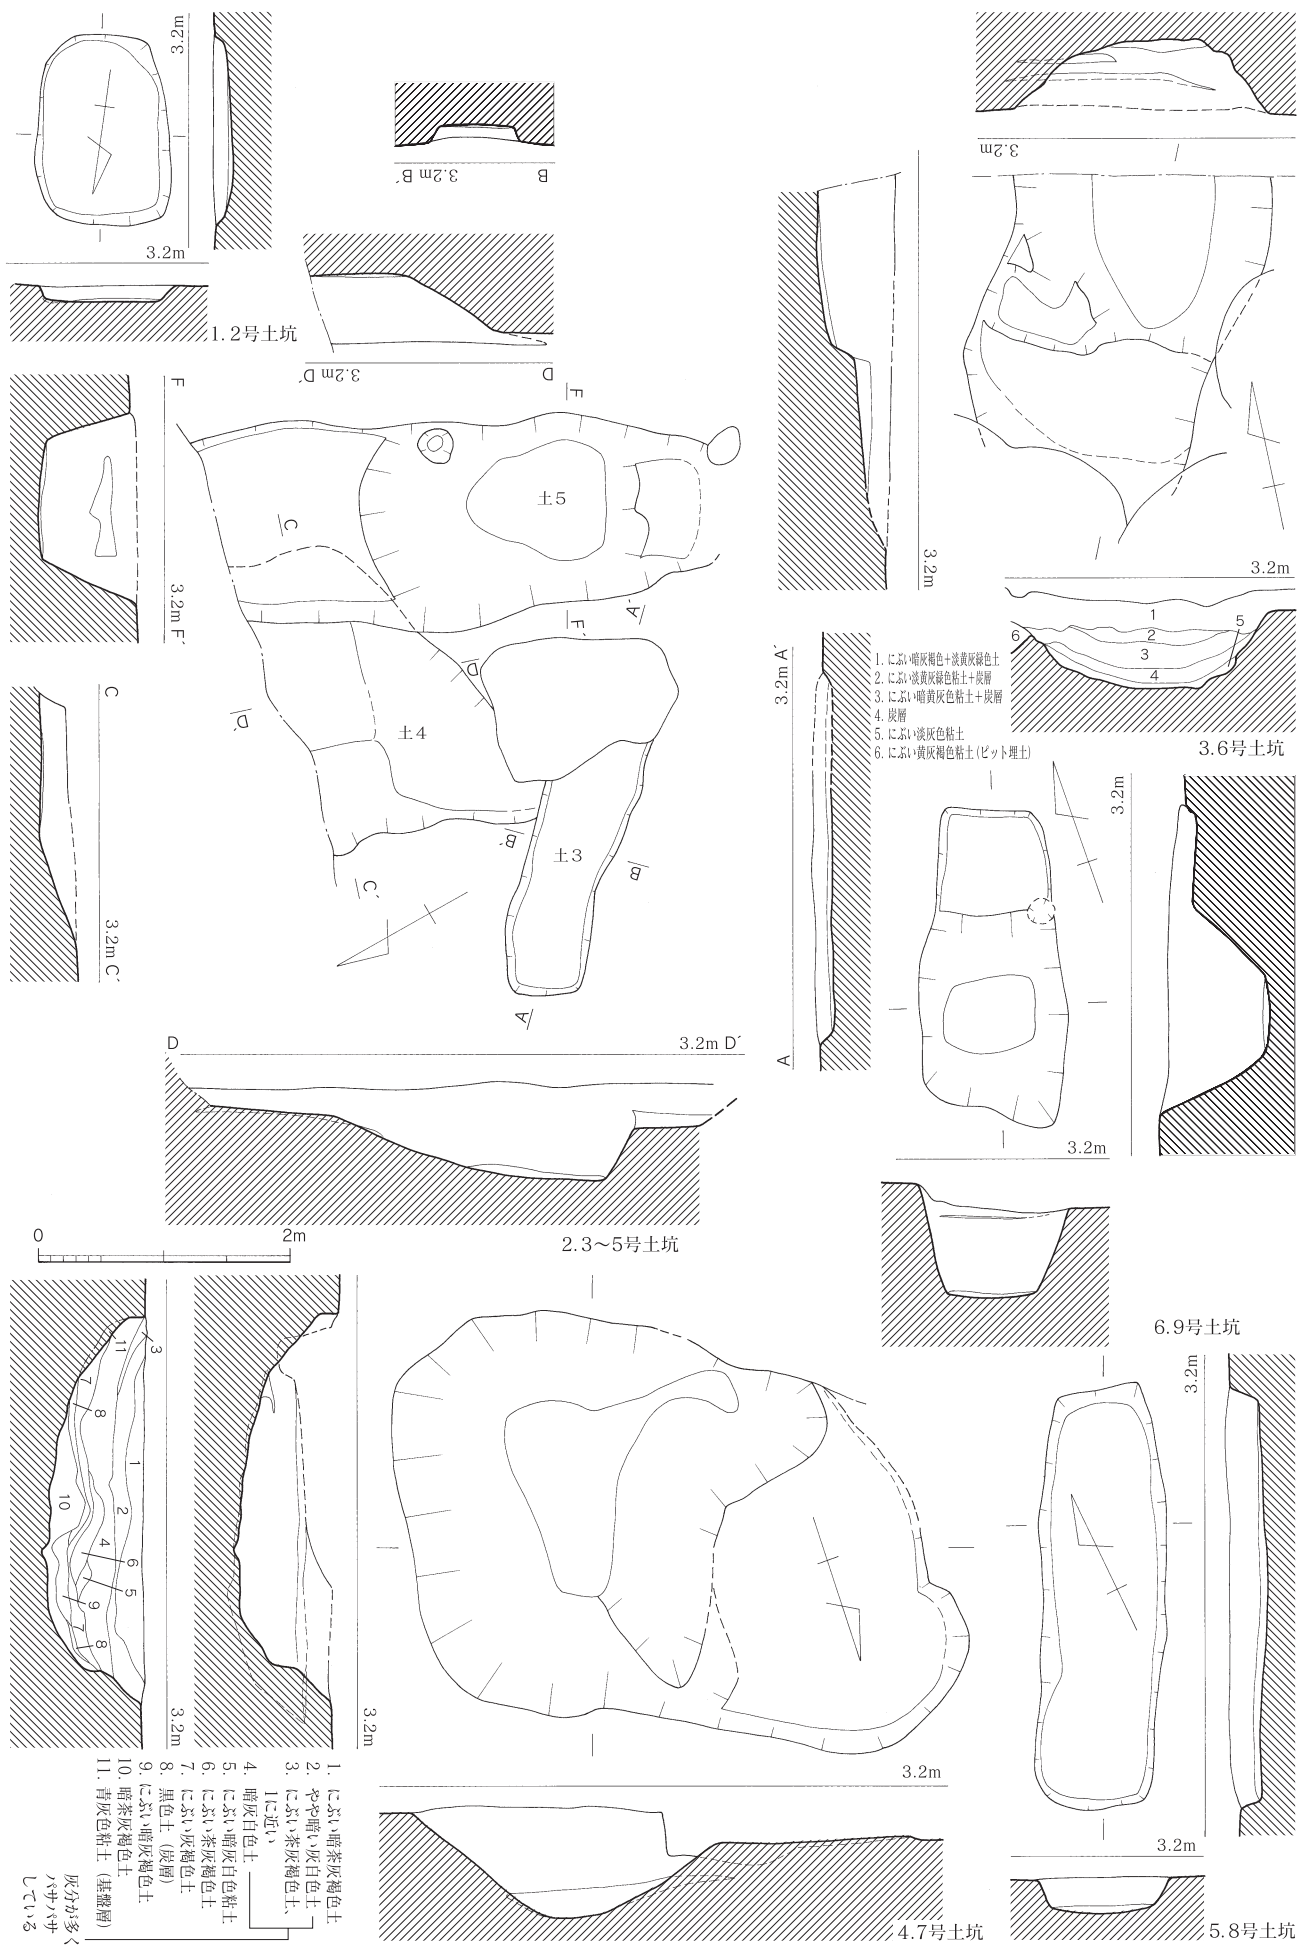 3.2m
3.2m
1. 2号土坑
B
3.2m B´
D
3.2m D´
3.2m
3.2m
3.2m
1
2
3
4
5
6
1. にぶい暗灰褐色+淡黄灰緑色土
2. にぶい淡黄灰緑色粘土+炭層
3. にぶい暗黄灰色粘土+炭層
4. 炭層
5. にぶい淡灰色粘土
6. にぶい黄灰褐色粘土(ピット埋土)
3.6号土坑
F
3.2m F´
F
土5
C
A´
F´
D
D´
土4
B´
土3
B
C´
A
C
3.2m C´
3.2m A´
A
D
3.2m D´
2.3〜5号土坑
3.2m
3.2m
6.9号土坑
0
2m
3
11
7
8
1
10
2
4
6
5
9
7
8
3.2m
3.2m
1. にぶい暗茶灰褐色土
2. やや暗い灰白色土
3. にぶい茶灰褐色土、
1に近い
4. 暗灰白色土
5. にぶい暗灰白色粘土
6. にぶい茶灰褐色土
7. にぶい灰褐色土
8. 黒色土(炭層)
9. にぶい暗灰褐色土
10. 暗茶灰褐色土
11. 青灰色粘土(基盤層)
灰分が多く
パサパサ
している
3.2m
4.7号土坑
3.2m
3.2m
5.8号土坑